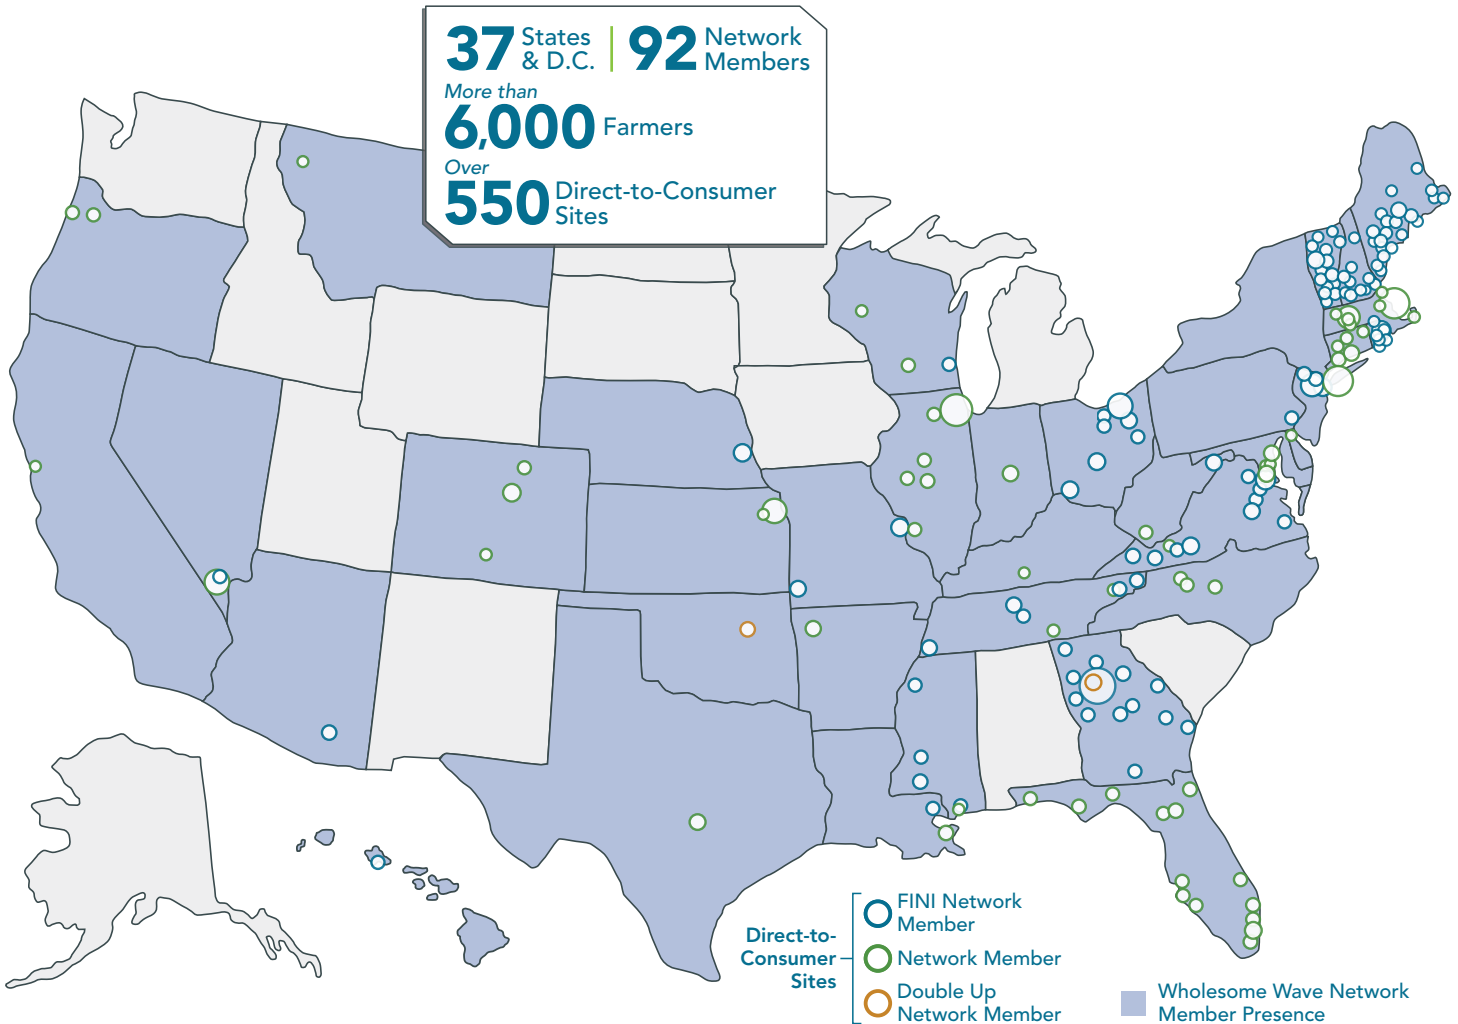 37 States & D.C. | 92 Network Members
More than
6,000 Farmers
Over
550 Direct-to-Consumer Sites
Direct-to-
Consumer
Sites
FINI Network
Member
Network Member
Double Up
Network Member
Wholesome Wave Network
Member Presence